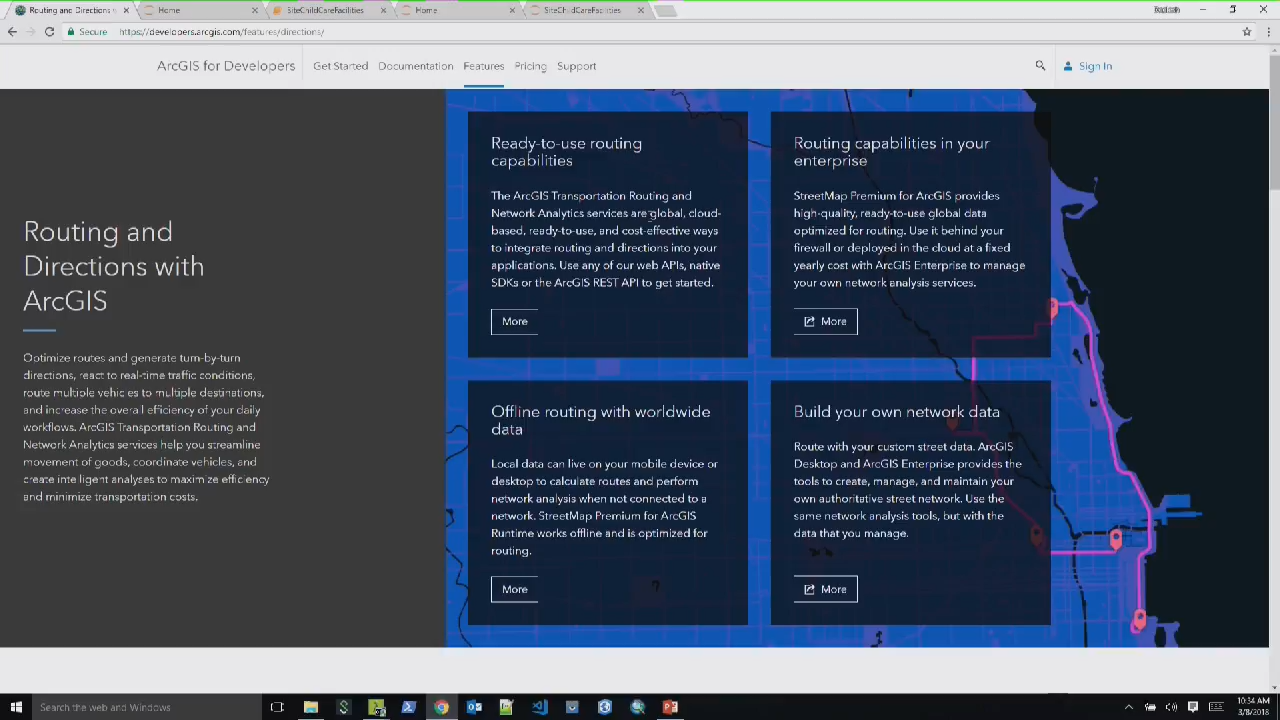 Routing and Directions w
Home
SiteChildCareFacilities
Home
SiteChildCareFacilities
Secure
https://developers.arcgis.com/features/directions/
ArcGIS for Developers
Get Started
Documentation
Features
Pricing
Support
Sign In
Routing and
Directions with
ArcGIS
Optimize routes and generate turn-by-turn
directions, react to real-time traffic conditions,
route multiple vehicles to multiple destinations,
and increase the overall efficiency of your daily
workflows. ArcGIS Transportation Routing and
Network Analytics services help you streamline
movement of goods, coordinate vehicles, and
create intelligent analyses to maximize efficiency
and minimize transportation costs.
Ready-to-use routing
capabilities
The ArcGIS Transportation Routing and
Network Analytics services are global, cloud-
based, ready-to-use, and cost-effective ways
to integrate routing and directions into your
applications. Use any of our web APIs, native
SDKs or the ArcGIS REST API to get started.
More
Routing capabilities in your
enterprise
StreetMap Premium for ArcGIS provides
high-quality, ready-to-use global data
optimized for routing. Use it behind your
firewall or deployed in the cloud at a fixed
yearly cost with ArcGIS Enterprise to manage
your own network analysis services.
More
Offline routing with worldwide
data
Local data can live on your mobile device or
desktop to calculate routes and perform
network analysis when not connected to a
network. StreetMap Premium for ArcGIS
Runtime works offline and is optimized for
routing.
More
Build your own network data
Route with your custom street data. ArcGIS
Desktop and ArcGIS Enterprise provides the
tools to create, manage, and maintain your
own authoritative street network. Use the
same network analysis tools, but with the
data that you manage.
More
Search the web and Windows
10:34 AM
3/8/2018